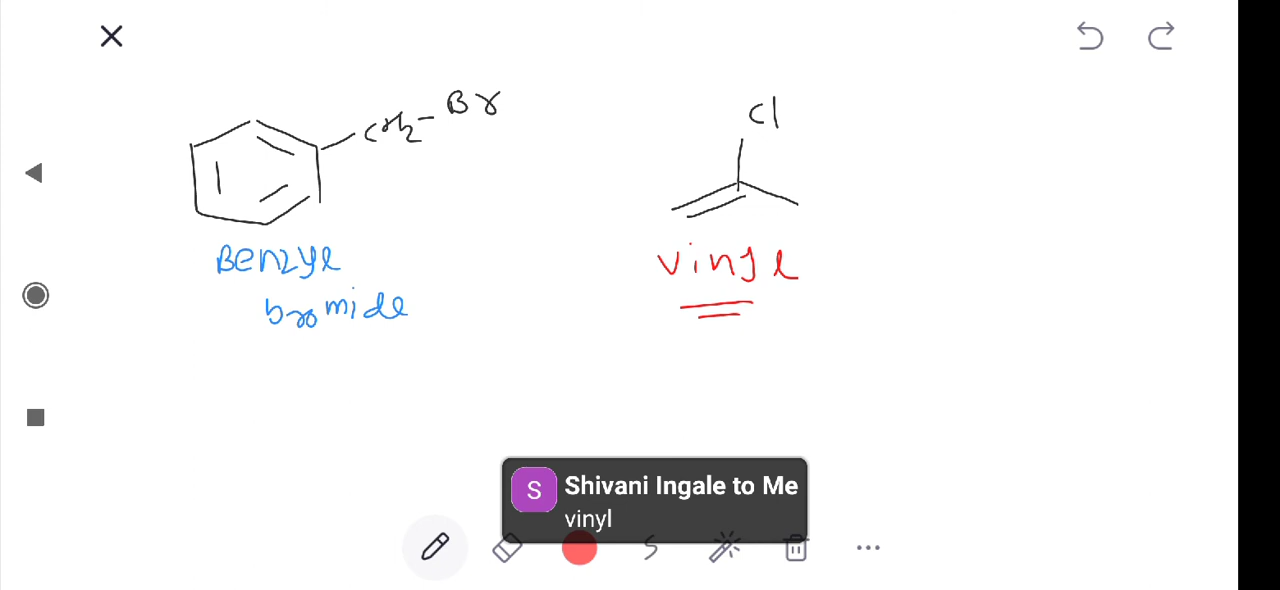 CH2-Br
Cl
Benzyl
bromide
Vinyl
S
Shivani Ingale to Me
vinyl